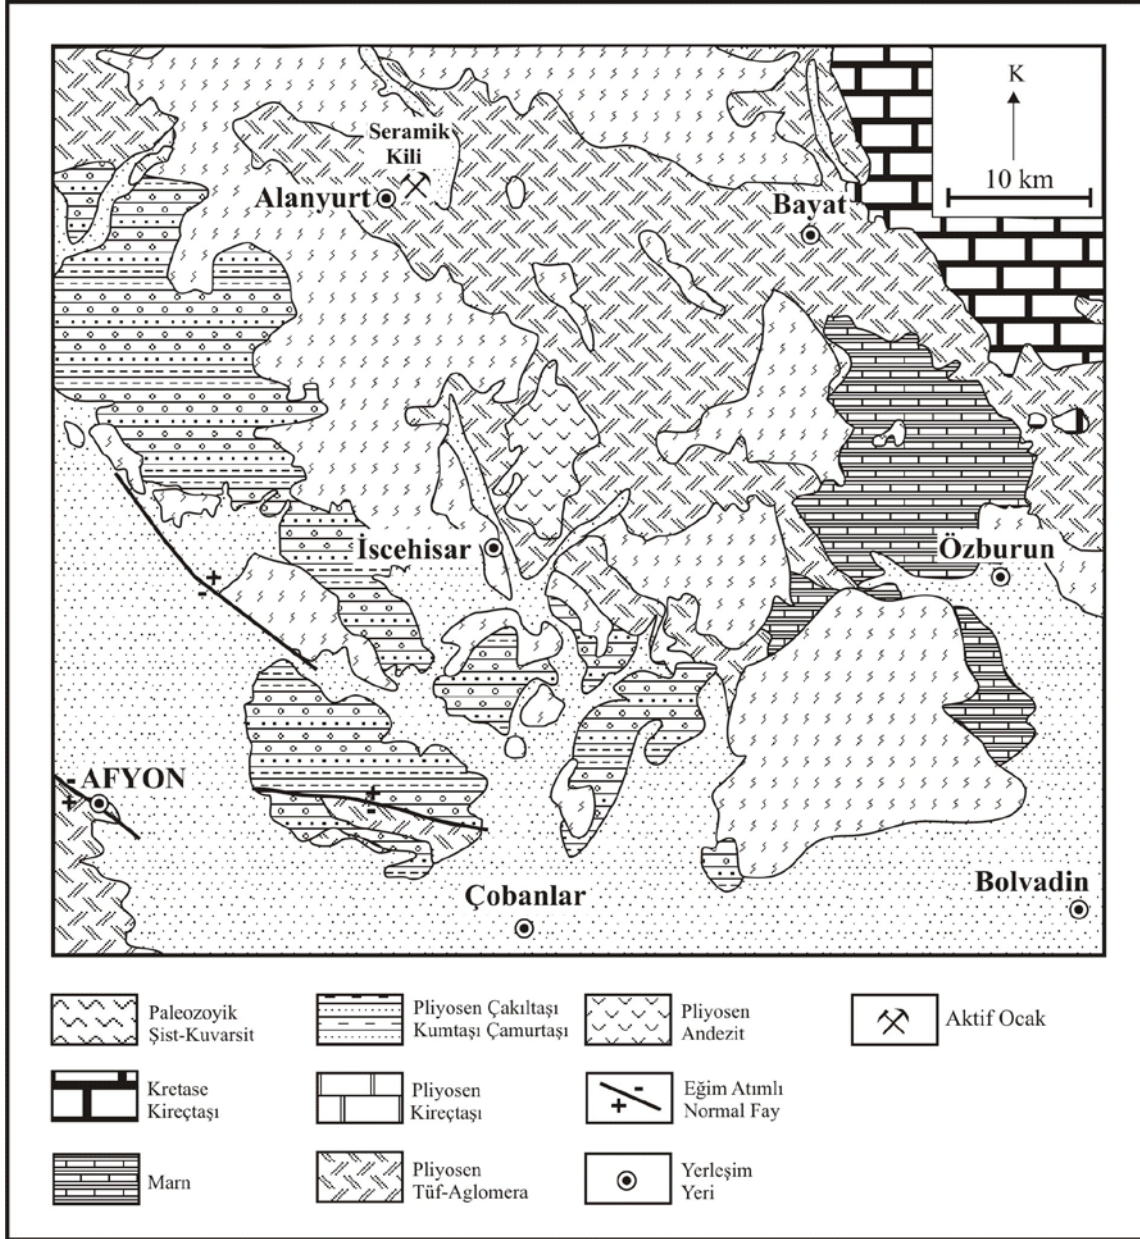 K
10 km
Seramik
Kili
Alanyurt
Bayat
İscehisar
Özburun
AFYON
Çobanlar
Bolvadin
Paleozoyik
Şist-Kuvarsit
Pliyosen Çakıltaşı
Kumtaşı Çamurtaşı
Pliyosen
Andezit
Aktif Ocak
Kretase
Kireçtaşı
Pliyosen
Kireçtaşı
Eğim Atımlı
Normal Fay
Marn
Pliyosen
Tüf-Aglomera
Yerleşim
Yeri